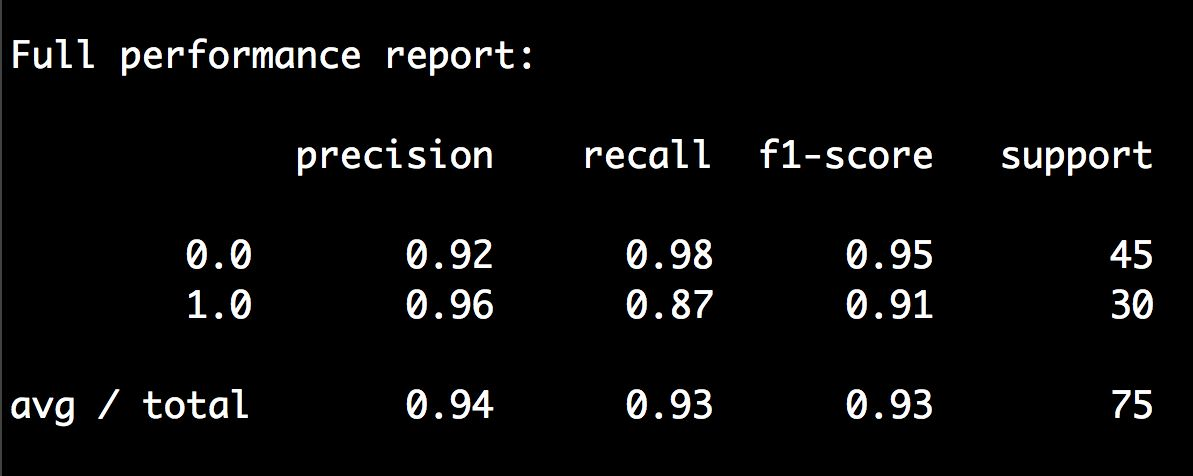 Full performance report:
precision recall f1-score support
0.0 0.92 0.98 0.95 45
1.0 0.96 0.87 0.91 30
avg / total 0.94 0.93 0.93 75